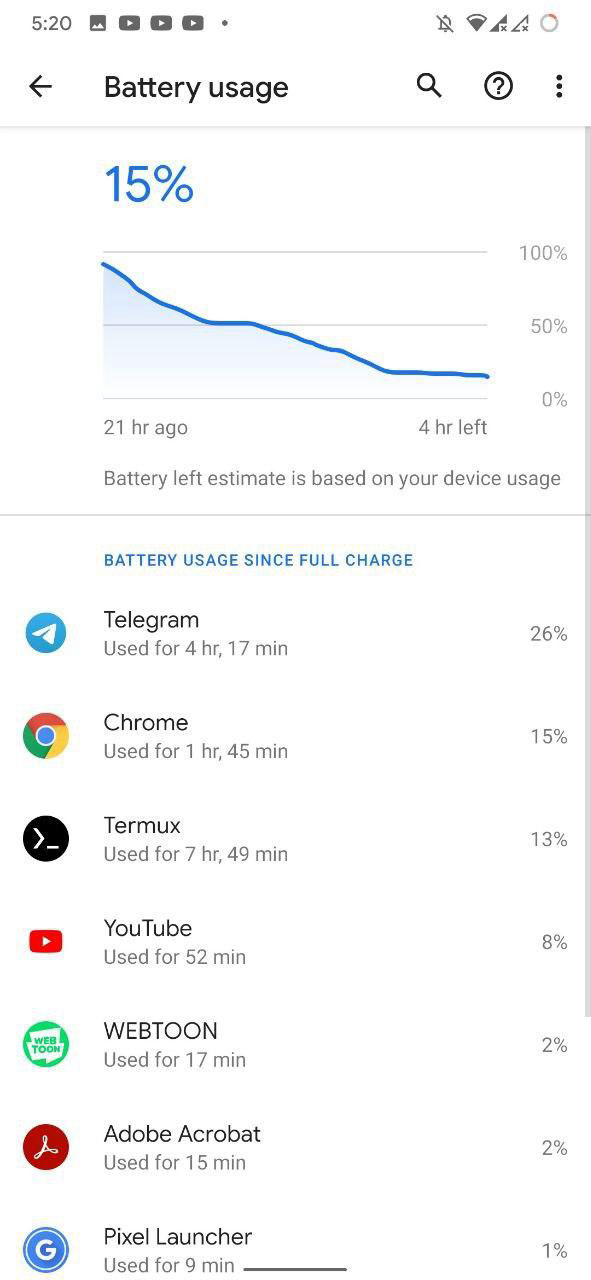 5:20
Battery usage
15%
100%
50%
0%
21 hr ago 4 hr left
Battery left estimate is based on your device usage
BATTERY USAGE SINCE FULL CHARGE
Telegram
Used for 4 hr, 17 min 26%
Chrome
Used for 1 hr, 45 min 15%
Termux
Used for 7 hr, 49 min 13%
YouTube
Used for 52 min 8%
WEB
TOON
WEBTOON
Used for 17 min 2%
Adobe Acrobat
Used for 15 min 2%
G
Pixel Launcher
Used for 9 min 1%